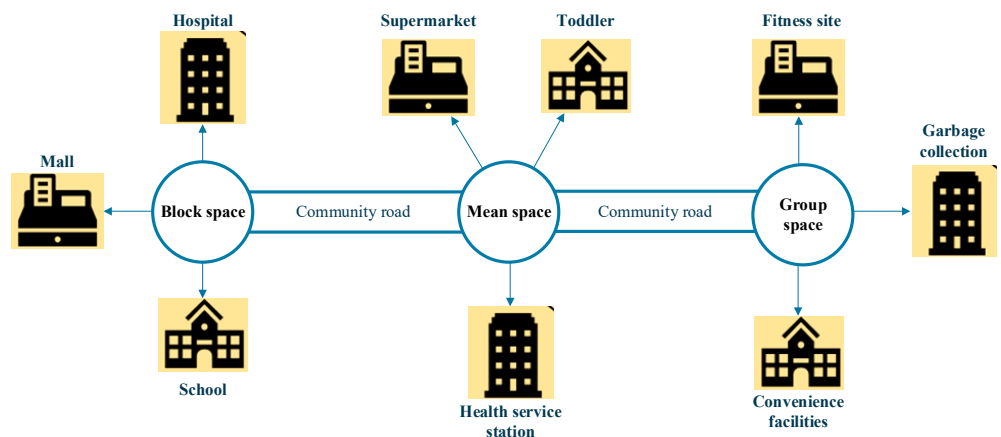 Hospital
Supermarket
Toddler
Fitness site
Garbage
collection
Mall
Block space
Community road
Mean space
Community road
Group
space
School
Health service
station
Convenience
facilities